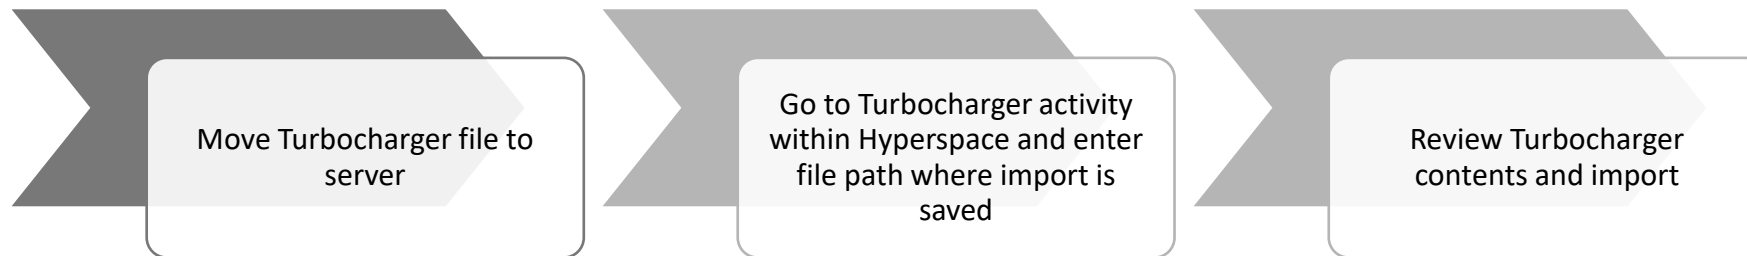 Move Turbocharger file to
server
Go to Turbocharger activity
within Hyperspace and enter
file path where import is
saved
Review Turbocharger
contents and import